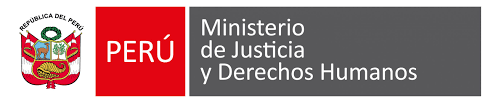 REPÚBLICA DEL PERÚ
PERÚ
Ministerio
de Justicia
y Derechos Humanos